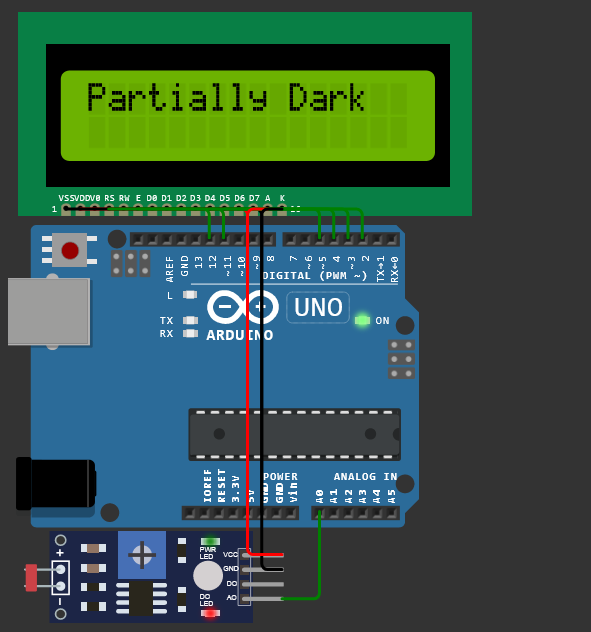 Partially Dark
VSS VDD V0 RS RW E D0 D1 D2 D3 D4 D5 D6 D7 A K
1 16
AREF GND 13 12 ~11 ~10 ~9 8 7 ~6 ~5 4 ~3 2 TX→1 RX←0
DIGITAL (PWM ~)
L
UNO
TX ON
RX
ARDUINO
POWER ANALOG IN
IOREF RESET 3.3V 5V GND GND Vin A0 A1 A2 A3 A4 A5
PWR
LED
VCC
GND
DO
AO
DO
LED
+
−